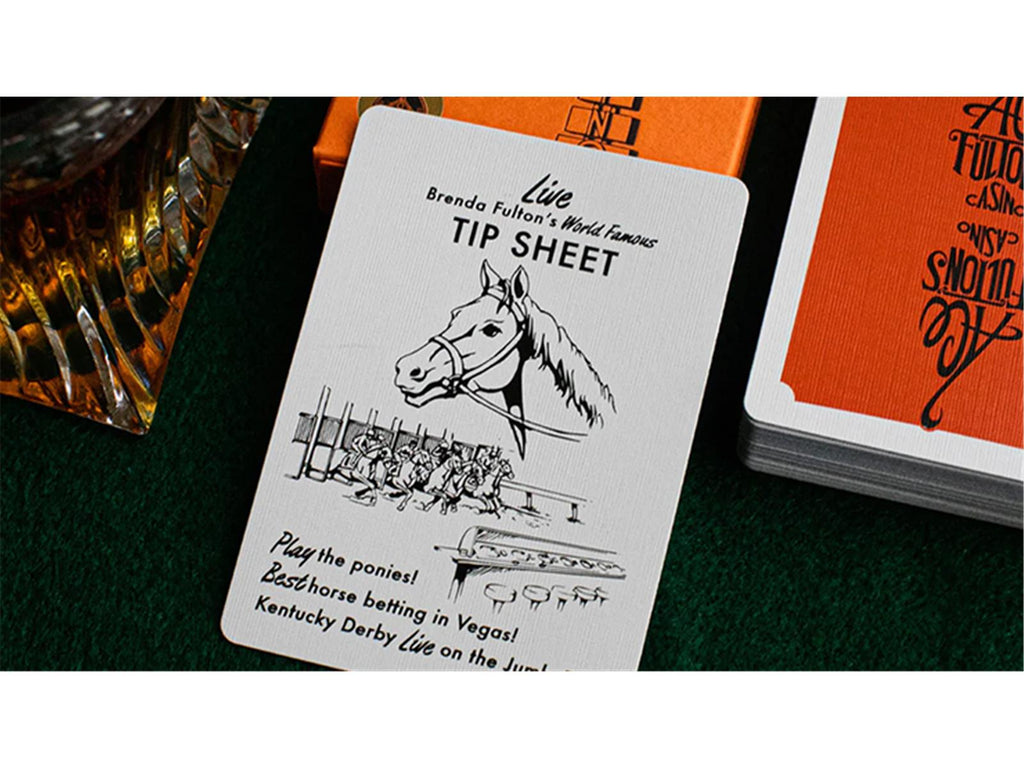 Live
Brenda Fulton's World Famous
TIP SHEET
Play the ponies!
Best horse betting in Vegas!
Kentucky Derby Live on the
CASINO